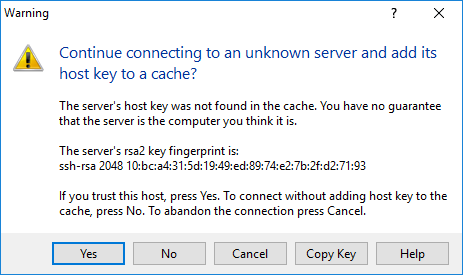 Warning
Continue connecting to an unknown server and add its
host key to a cache?
The server's host key was not found in the cache. You have no guarantee
that the server is the computer you think it is.
The server's rsa2 key fingerprint is:
ssh-rsa 2048 10:bc:a4:31:5d:19:49:ed:89:74:e2:7b:2f:d2:71:93
If you trust this host, press Yes. To connect without adding host key to the
cache, press No. To abandon the connection press Cancel.
Yes No Cancel Copy Key Help